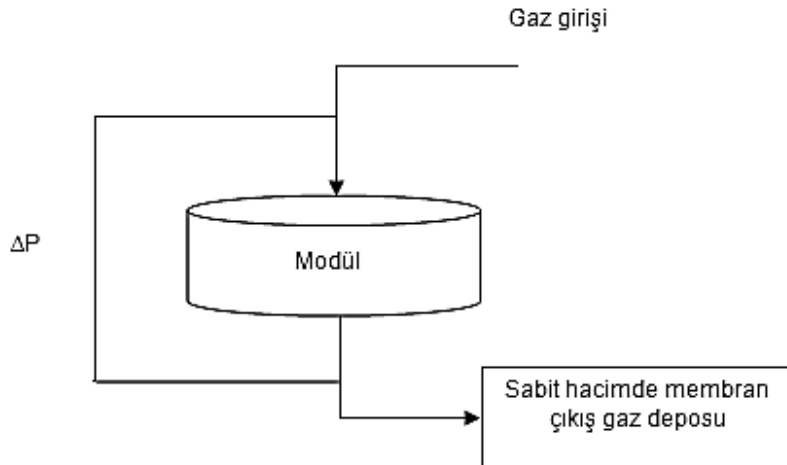 Gaz girişi
ΔP
Modül
Sabit hacimde membran
çıkış gaz deposu